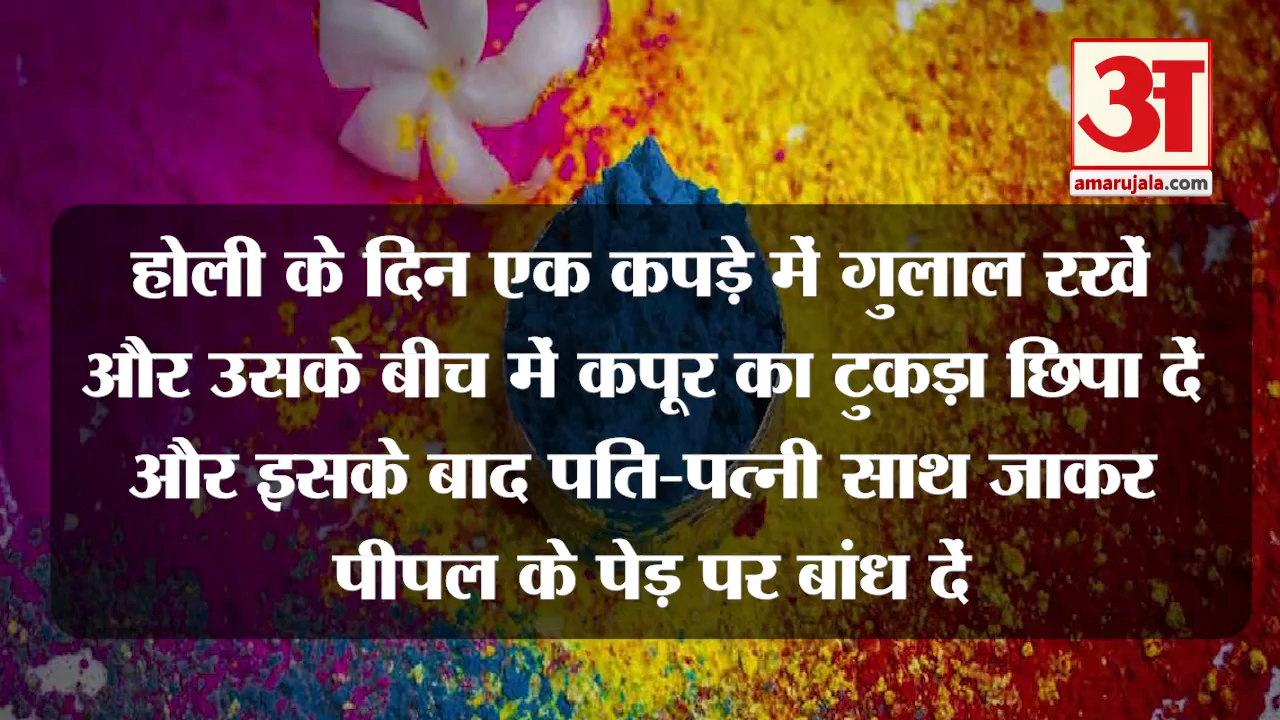 अ
amarujala.com
होली के दिन एक कपड़े में गुलाल रखें
और उसके बीच में कपूर का टुकड़ा छिपा दें
और इसके बाद पति-पत्नी साथ जाकर
पीपल के पेड़ पर बांध दें